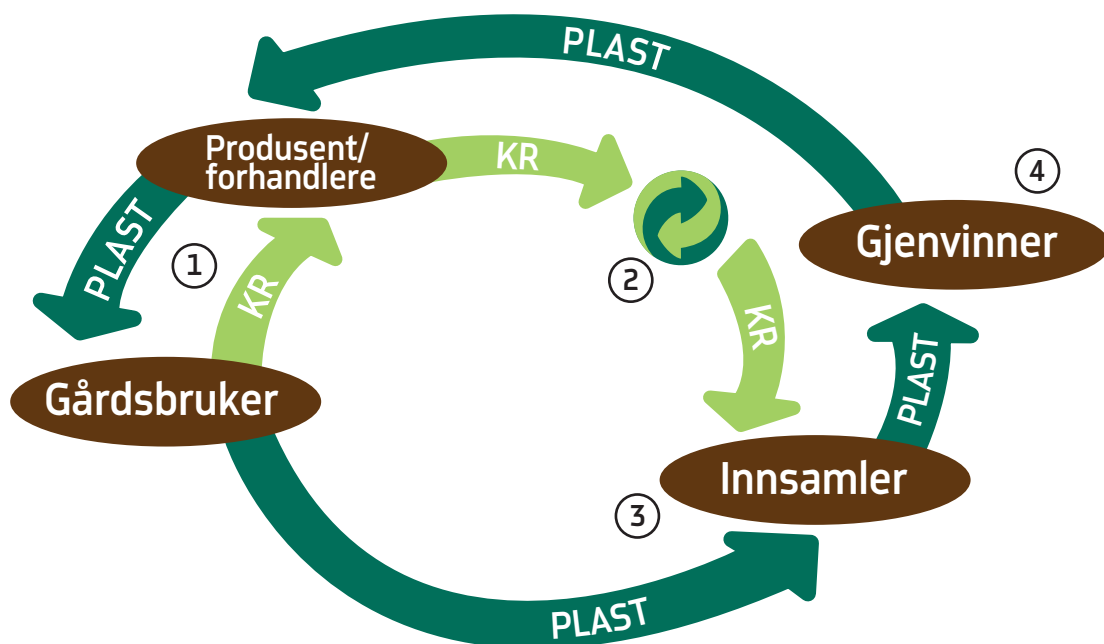 PLAST
Produsent/
forhandlere
KR
4
Gjenvinner
PLAST
1
KR
2
KR
PLAST
Gårdsbruker
Innsamler
3
PLAST